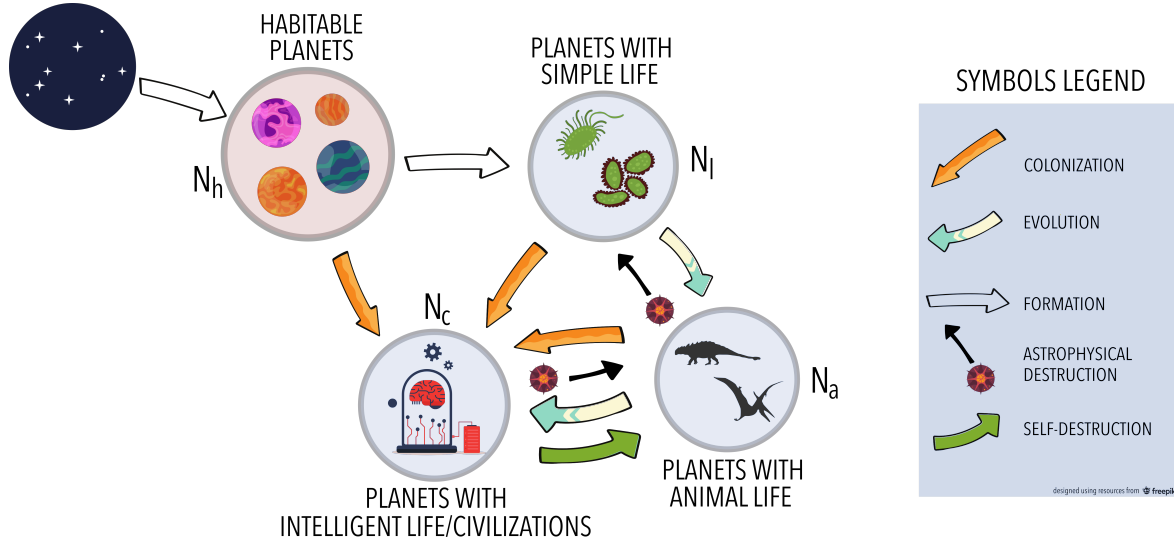 HABITABLE
PLANETS
Nh
PLANETS WITH
SIMPLE LIFE
Nl
Nc
PLANETS WITH
INTELLIGENT LIFE/CIVILIZATIONS
Na
PLANETS WITH
ANIMAL LIFE
SYMBOLS LEGEND
COLONIZATION
EVOLUTION
FORMATION
ASTROPHYSICAL
DESTRUCTION
SELF-DESTRUCTION
designed using resources from freepik